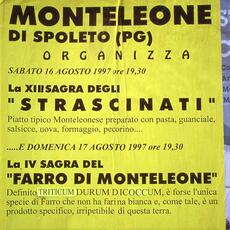 MONTELEONE
DI SPOLETO (PG)
ORGANIZZA
SABATO 16 AGOSTO 1997 ore 19,30
La XII SAGRA DEGLI
"STRASCINATI"
Piatto tipico Monteleonese preparato con pasta, guanciale,
salsicce, uova, formaggio, pecorino....
.....E DOMENICA 17 AGOSTO 1997 ore 19,30
La IV SAGRA DEL
"FARRO DI MONTELEONE"
Definito TRITICUM DURUM DICOCCUM, è forse l'unica
specie di Farro che non ha farina bianca e, come tale, è un
prodotto specifico, irripetibile di questa terra.